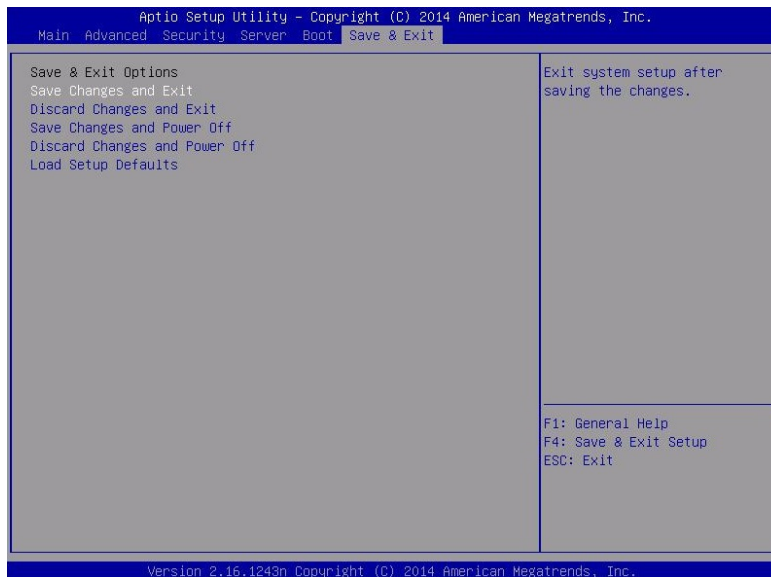 Aptio Setup Utility – Copyright (C) 2014 American Megatrends, Inc.
Main Advanced Security Server Boot Save & Exit
Save & Exit Options
Save Changes and Exit
Discard Changes and Exit
Save Changes and Power Off
Discard Changes and Power Off
Load Setup Defaults
Exit system setup after
saving the changes.
F1: General Help
F4: Save & Exit Setup
ESC: Exit
Version 2.16.1243n Copyright (C) 2014 American Megatrends, Inc.